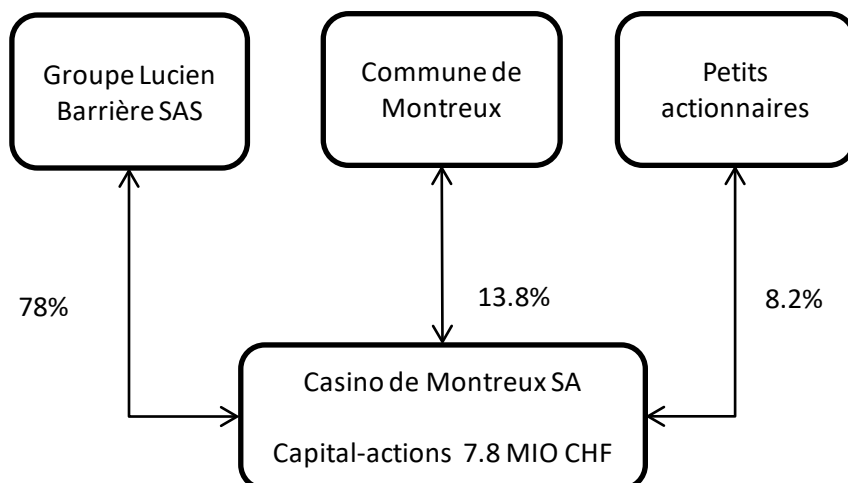 Groupe Lucien
Barrière SAS
Commune de
Montreux
Petits
actionnaires
78%
13.8%
8.2%
Casino de Montreux SA
Capital-actions 7.8 MIO CHF